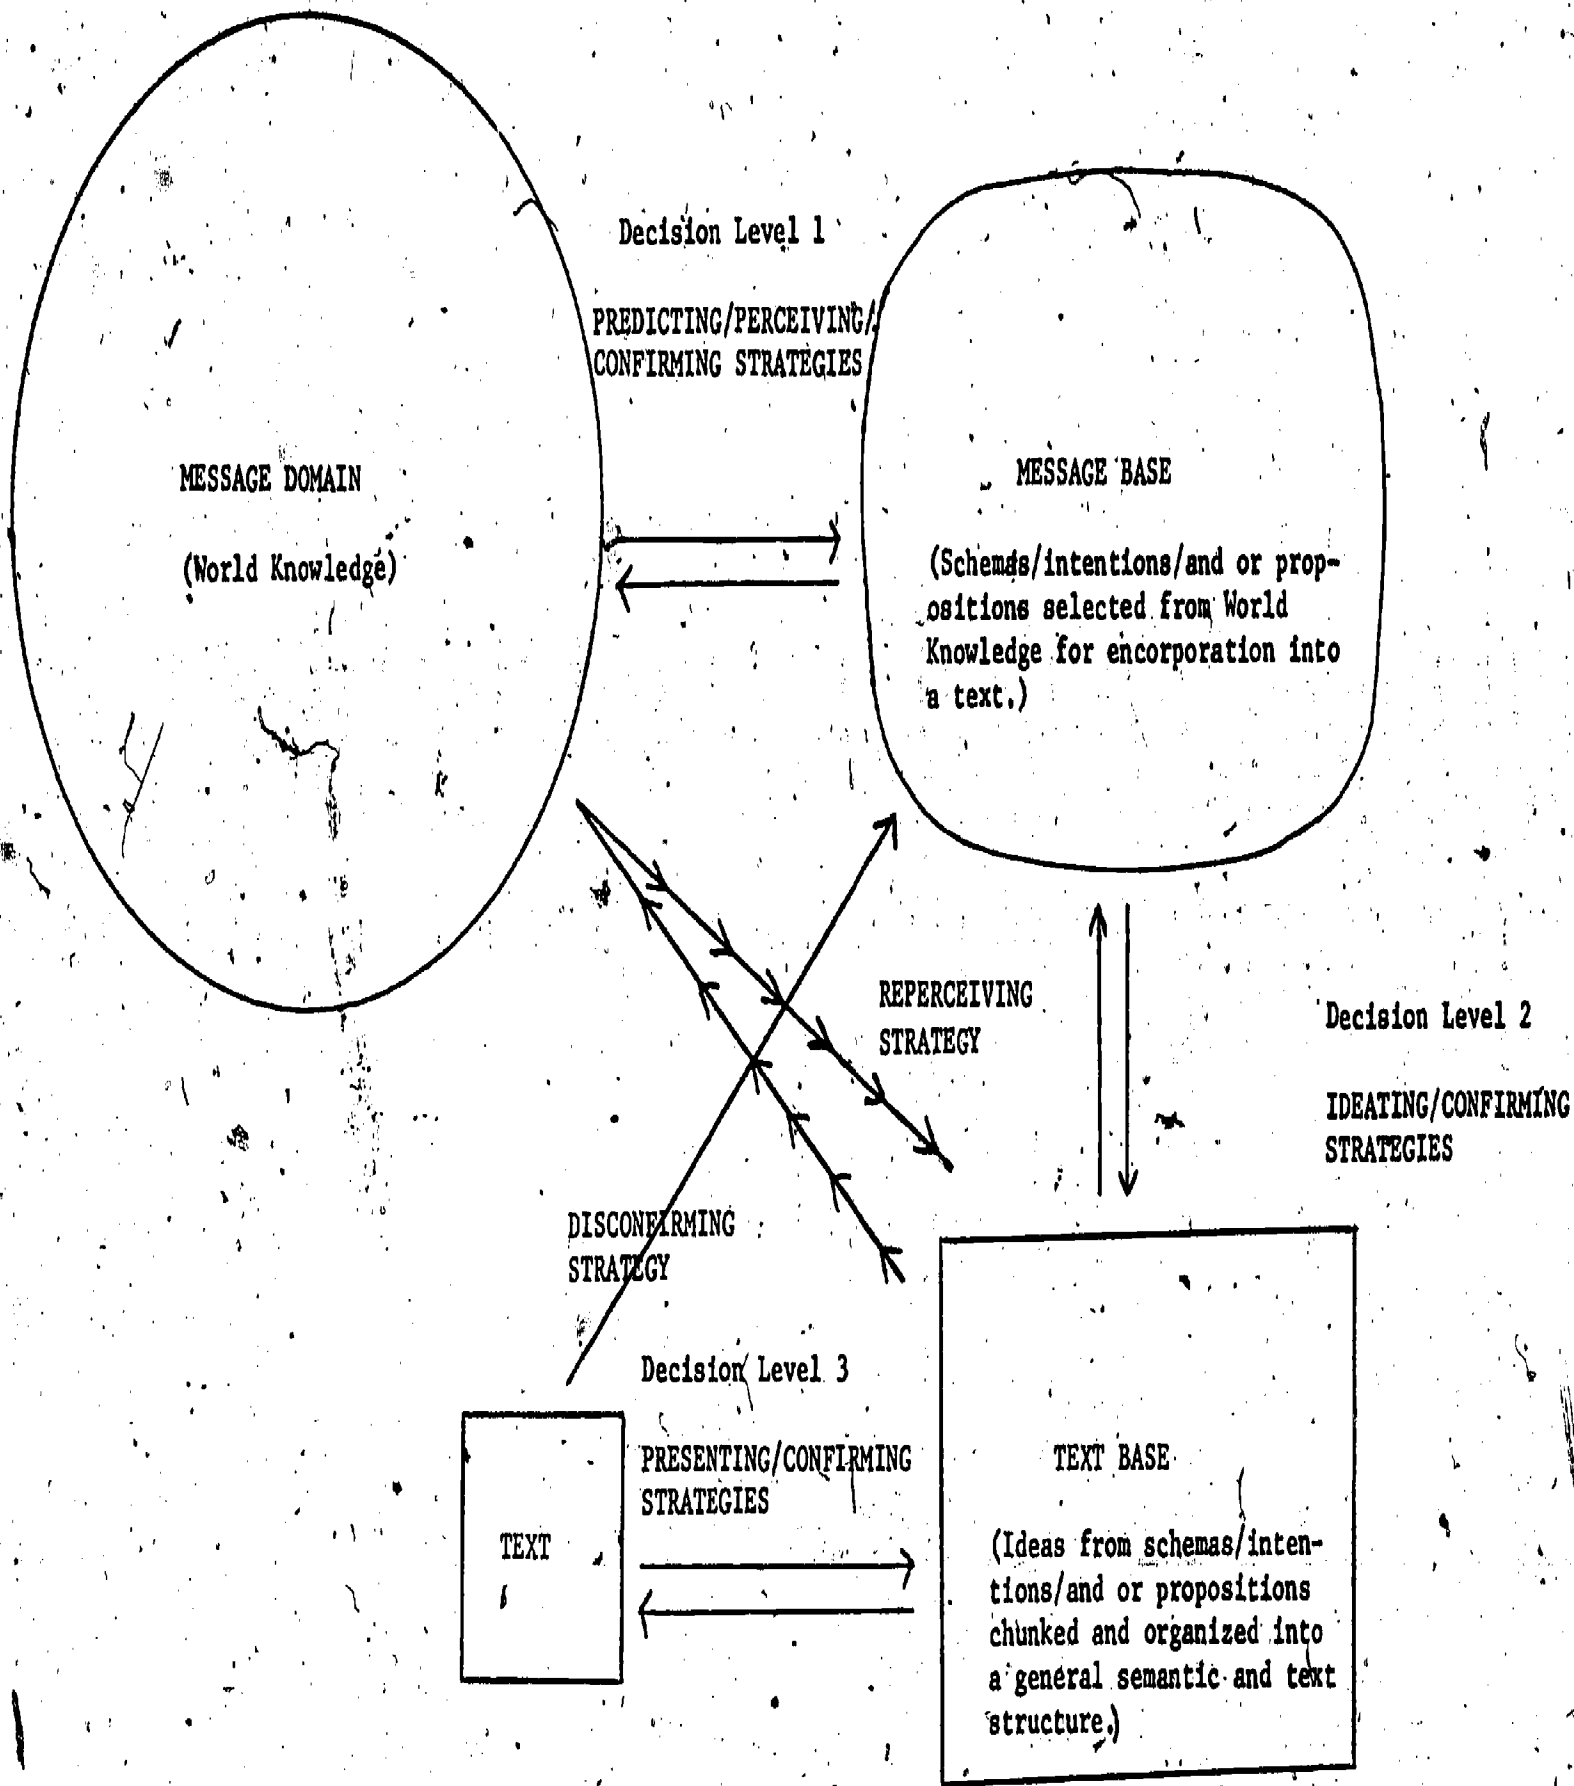 Decision Level 1
PREDICTING/PERCEIVING/
CONFIRMING STRATEGIES
MESSAGE DOMAIN
(World Knowledge)
MESSAGE BASE
(Schemas/intentions/and or prop-
ositions selected from World
Knowledge for encorporation into
a text.)
REPERCEIVING
STRATEGY
Decision Level 2
IDEATING/CONFIRMING
STRATEGIES
DISCONFIRMING
STRATEGY
Decision Level 3
PRESENTING/CONFIRMING
STRATEGIES
TEXT
TEXT BASE
(Ideas from schemas/inten-
tions/and or propositions
chunked and organized into
a general semantic and text
structure.)